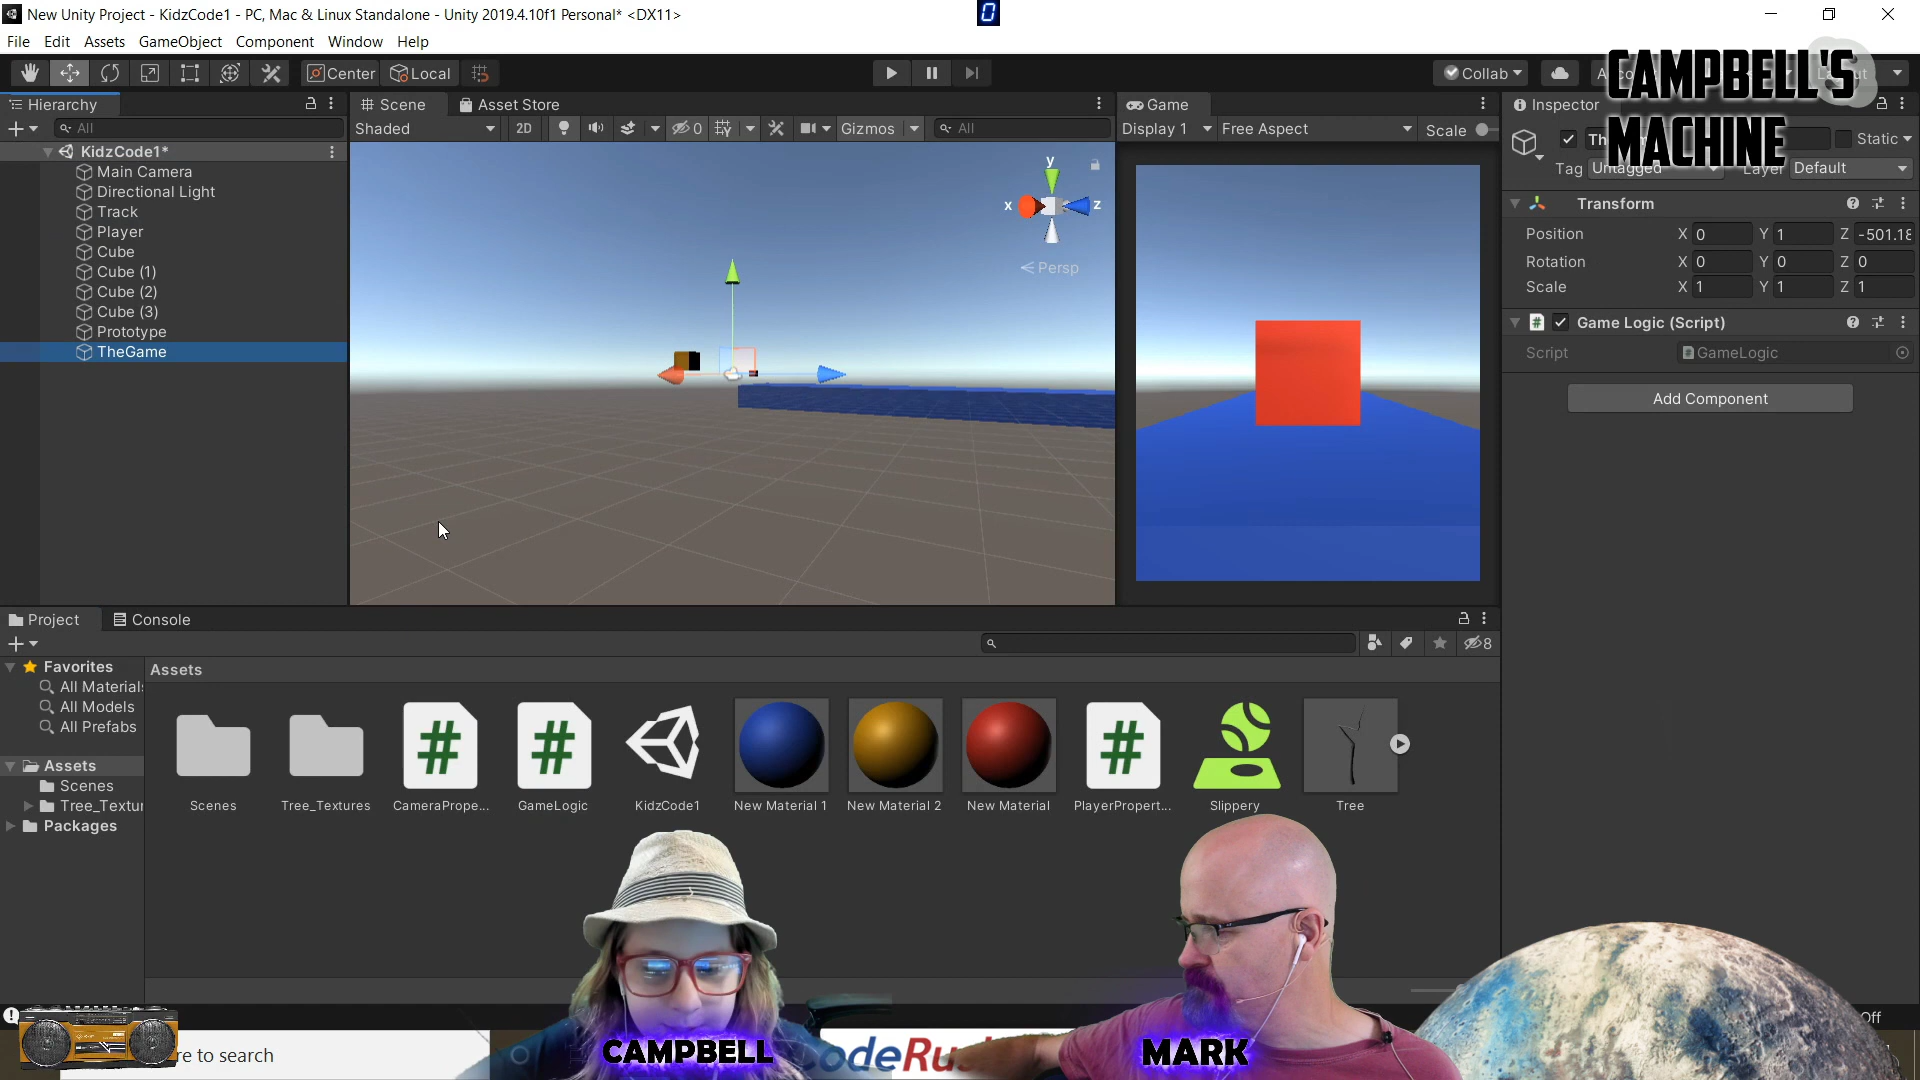 New Unity Project - KidzCode1 - PC, Mac & Linux Standalone - Unity 2019.4.10f1 Personal* <DX11>
0
File Edit Assets GameObject Component Window Help
Center Local
Collab
CAMPBELL'S
MACHINE
Hierarchy
All
KidzCode1*
Main Camera
Directional Light
Track
Player
Cube
Cube (1)
Cube (2)
Cube (3)
Prototype
TheGame
Scene Asset Store
Shaded 2D 0 Gizmos All
y
x z
Persp
Game
Display 1 Free Aspect Scale
Inspector
Static
Tag Untagged Layer Default
Transform
Position X 0 Y 1 Z -501.18
Rotation X 0 Y 0 Z 0
Scale X 1 Y 1 Z 1
Game Logic (Script)
Script GameLogic
Add Component
Project Console
8
Favorites
All Materials
All Models
All Prefabs
Assets
Scenes
Tree_Textur
Packages
Assets
Scenes Tree_Textures CameraPrope... GameLogic KidzCode1 New Material 1 New Material 2 New Material PlayerPropert... Slippery Tree
re to search
CAMPBELL
odeRus
MARK
Off